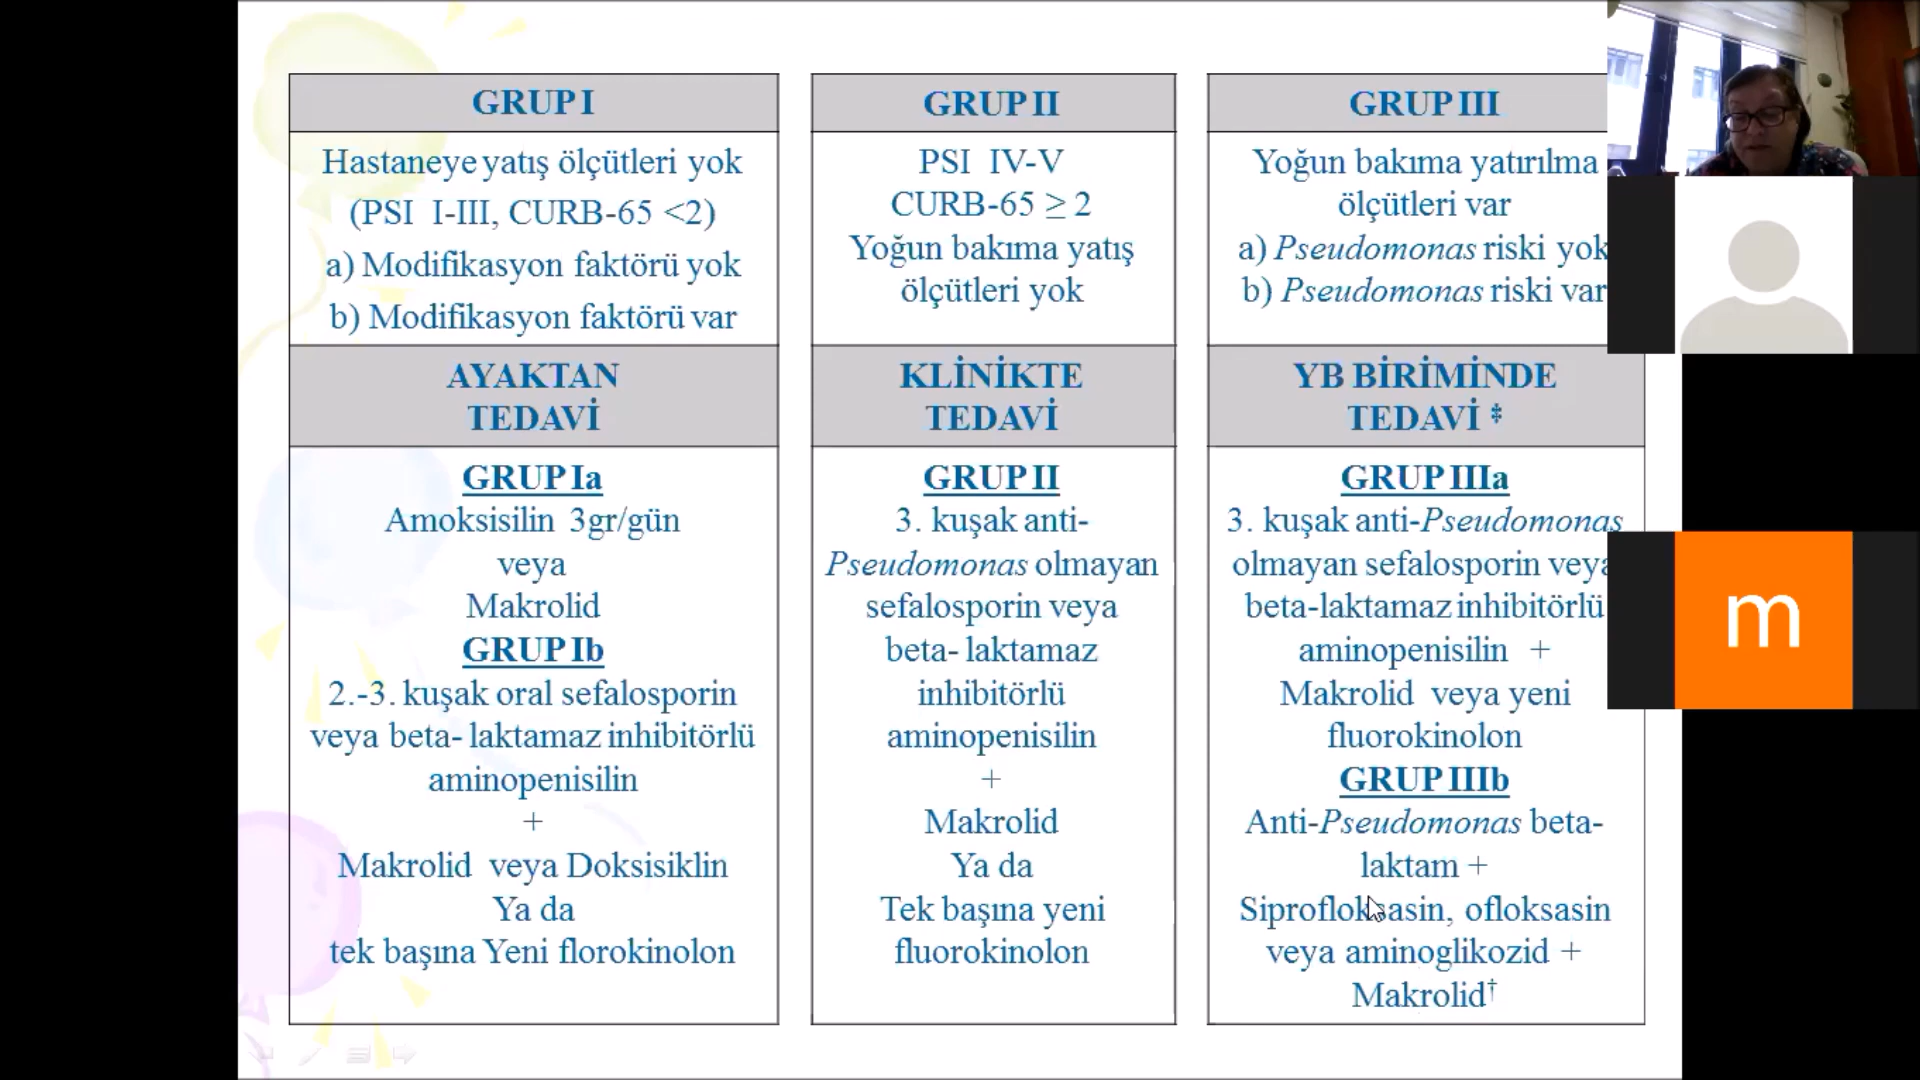 GRUP I
Hastaneye yatış ölçütleri yok
(PSI I-III, CURB-65 <2)
a) Modifikasyon faktörü yok
b) Modifikasyon faktörü var
AYAKTAN
TEDAVİ
GRUP Ia
Amoksisilin 3gr/gün
veya
Makrolid
GRUP Ib
2.-3. kuşak oral sefalosporin
veya beta- laktamaz inhibitörlü
aminopenisilin
+
Makrolid veya Doksisiklin
Ya da
tek başına Yeni florokinolon
GRUP II
PSI IV-V
CURB-65 ≥ 2
Yoğun bakıma yatış
ölçütleri yok
KLİNİKTE
TEDAVİ
GRUP II
3. kuşak anti-
Pseudomonas olmayan
sefalosporin veya
beta- laktamaz
inhibitörlü
aminopenisilin
+
Makrolid
Ya da
Tek başına yeni
fluorokinolon
GRUP III
Yoğun bakıma yatırılma
ölçütleri var
a) Pseudomonas riski yok
b) Pseudomonas riski var
YB BİRİMİNDE
TEDAVİ ‡
GRUP IIIa
3. kuşak anti-Pseudomonas
olmayan sefalosporin veya
beta-laktamaz inhibitörlü
aminopenisilin +
Makrolid veya yeni
fluorokinolon
GRUP IIIb
Anti-Pseudomonas beta-
laktam +
Siprofloksasin, ofloksasin
veya aminoglikozid +
Makrolid†
m